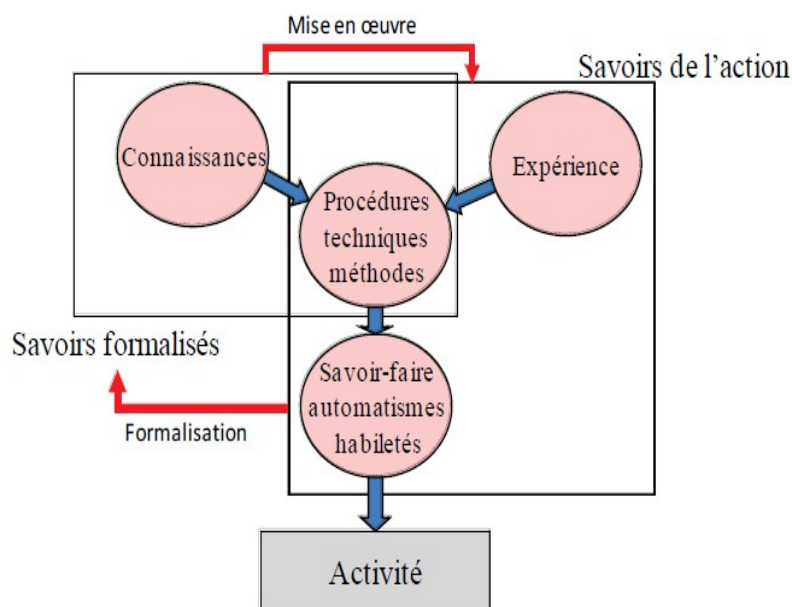 Mise en œuvre
Savoirs de l’action
Connaissances
Expérience
Procédures
techniques
méthodes
Savoirs formalisés
Savoir-faire
automatismes
habiletés
Formalisation
Activité